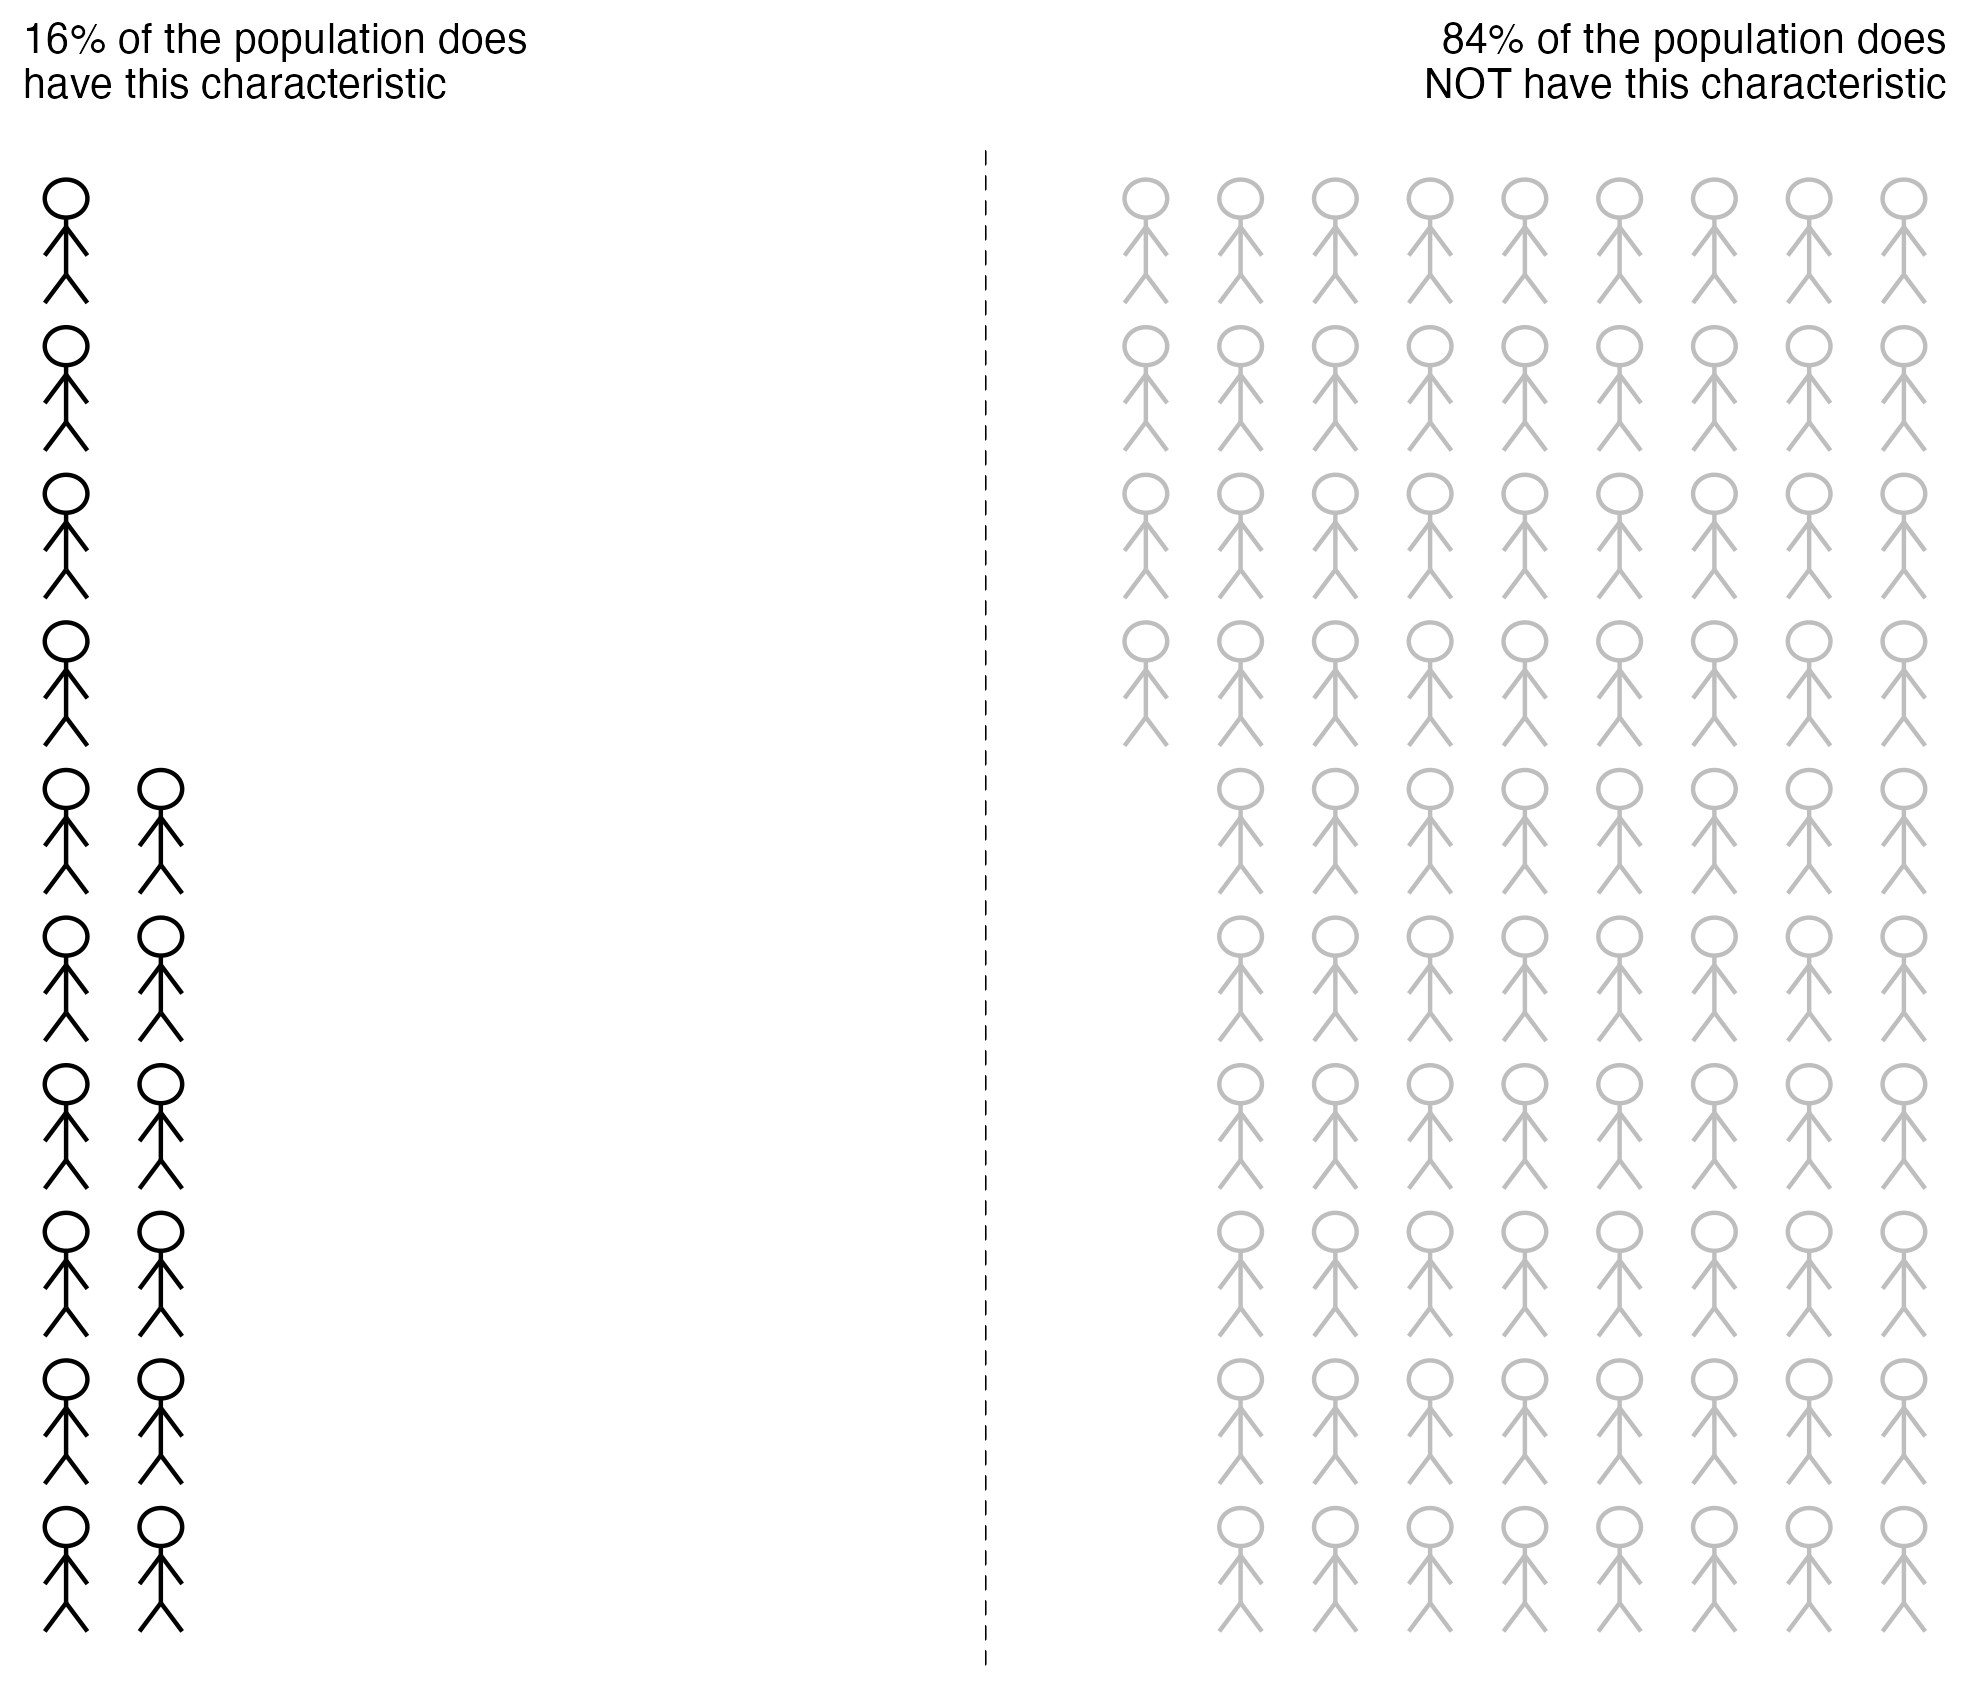 16% of the population does
have this characteristic
84% of the population does
NOT have this characteristic